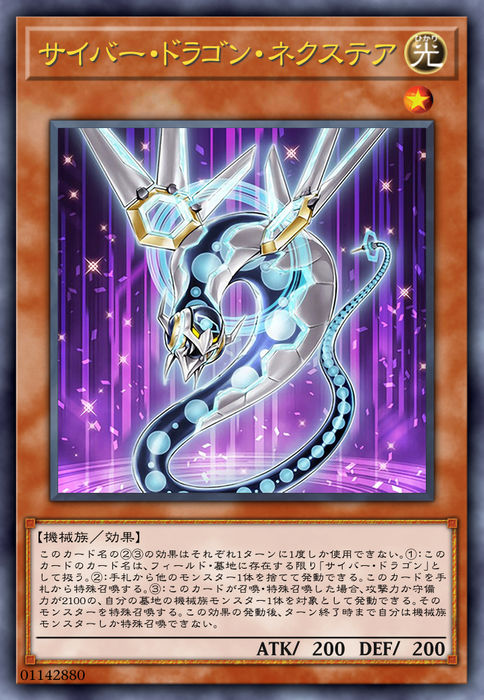 サイバー・ドラゴン・ネクステア
ひかり
光
【機械族／効果】
このカード名の②③の効果はそれぞれ1ターンに1度しか使用できない。①：こ
のカードのカード名は、フィールド・墓地に存在する限り「サイバー・ドラゴン」と
して扱う。②：手札から他のモンスター1体を捨てて発動できる。このカードを手
札から特殊召喚する。③：このカードが召喚・特殊召喚した場合、攻撃力か守備
力が2100の、自分の墓地の機械族モンスター1体を対象として発動できる。その
モンスターを特殊召喚する。この効果の発動後、ターン終了時まで自分は機械族
モンスターしか特殊召喚できない。
ATK/ 200 DEF/ 200
01142880